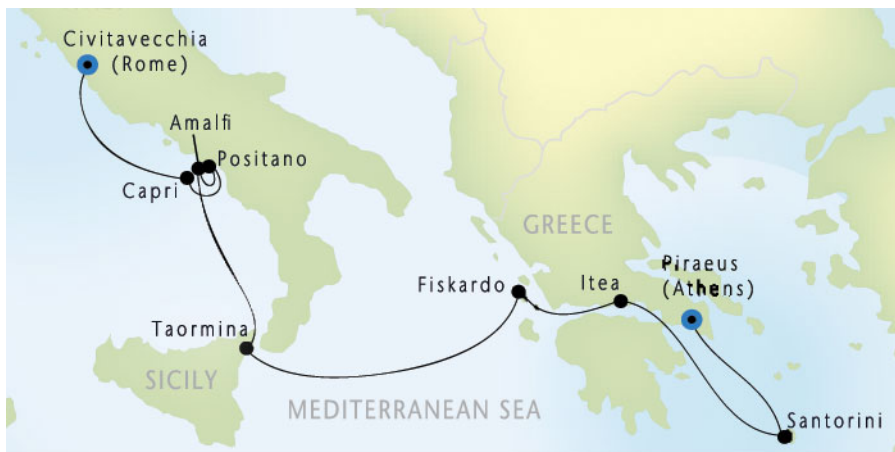 Civitavecchia
(Rome)
Amalfi
Positano
Capri
GREECE
Piraeus
(Athens)
Fiskardo
Itea
Taormina
SICILY
MEDITERRANEAN SEA
Santorini